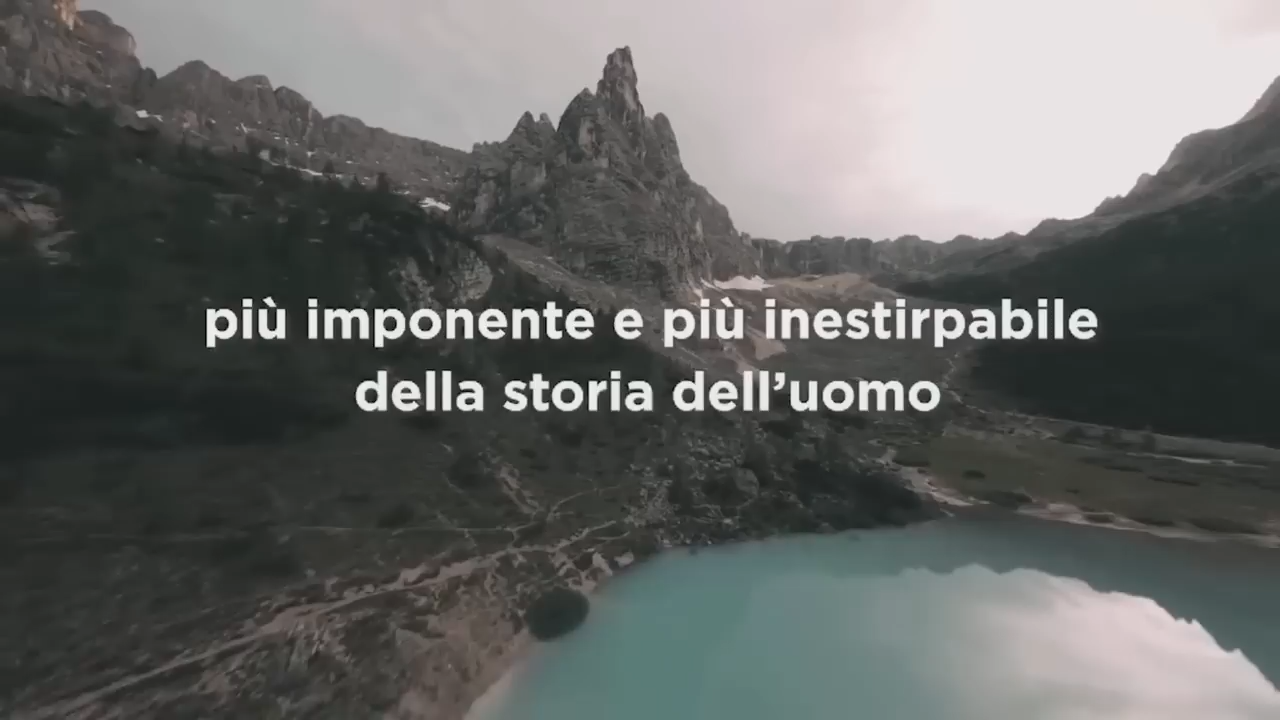 più imponente e più inestirpabile
della storia dell’uomo